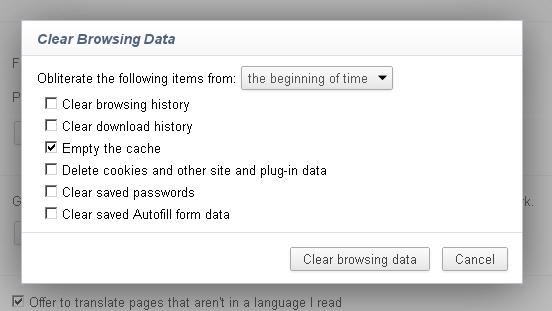 Clear Browsing Data
Obliterate the following items from: the beginning of time
F
Clear browsing history
P
Clear download history
Empty the cache
Delete cookies and other site and plug-in data
Clear saved passwords
G
rk.
Clear saved Autofill form data
Clear browsing data Cancel
Offer to translate pages that aren't in a language I read